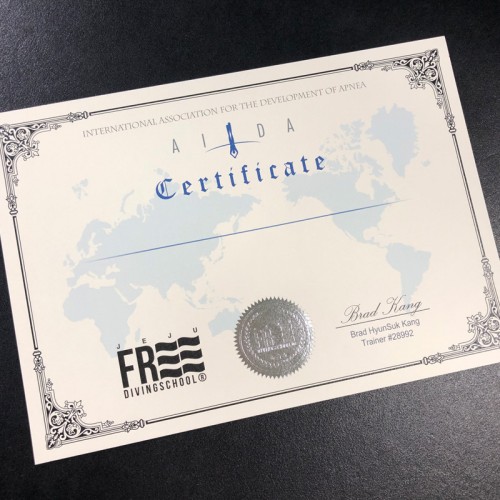 INTERNATIONAL ASSOCIATION FOR THE DEVELOPMENT OF APNEA
AIDA
Certificate
JEJU
FREE
DIVINGSCHOOL®
Brad Kang
Brad HyunSuk Kang
Trainer #28992